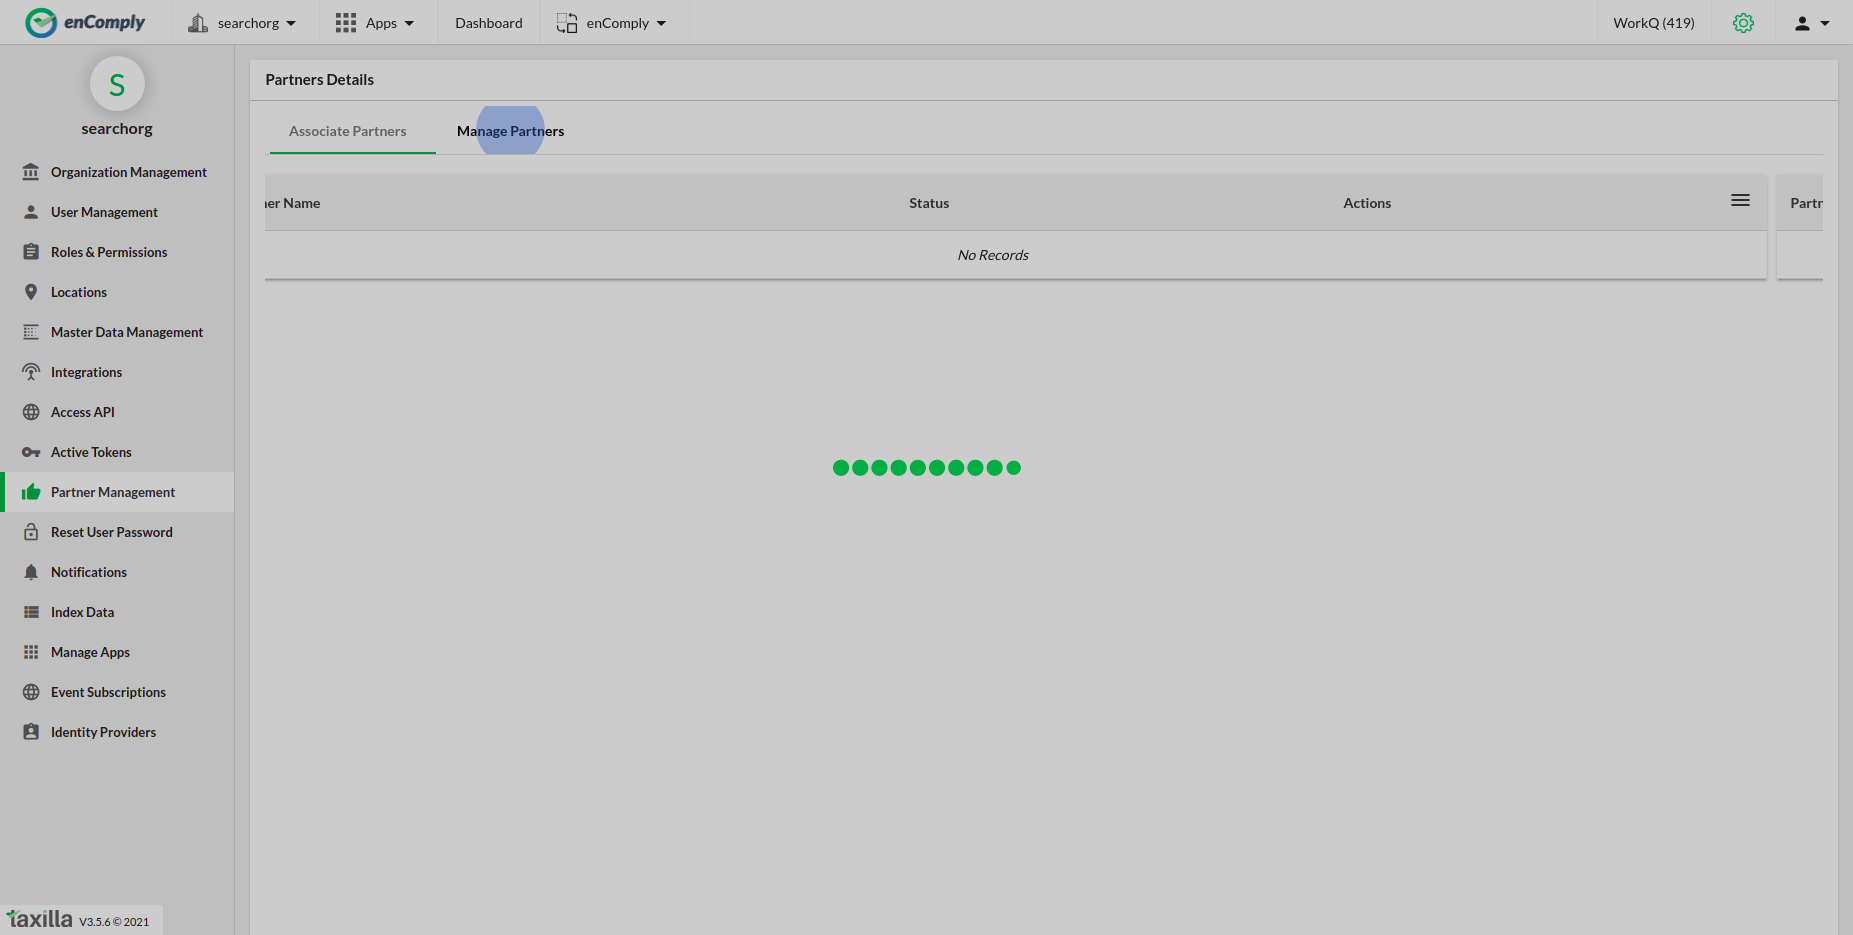 enComply
searchorg
Apps
Dashboard
enComply
WorkQ (419)
S
searchorg
Organization Management
User Management
Roles & Permissions
Locations
Master Data Management
Integrations
Access API
Active Tokens
Partner Management
Reset User Password
Notifications
Index Data
Manage Apps
Event Subscriptions
Identity Providers
taxilla V3.5.6 © 2021
Partners Details
Associate Partners
Manage Partners
er Name
Status
Actions
Partn
No Records